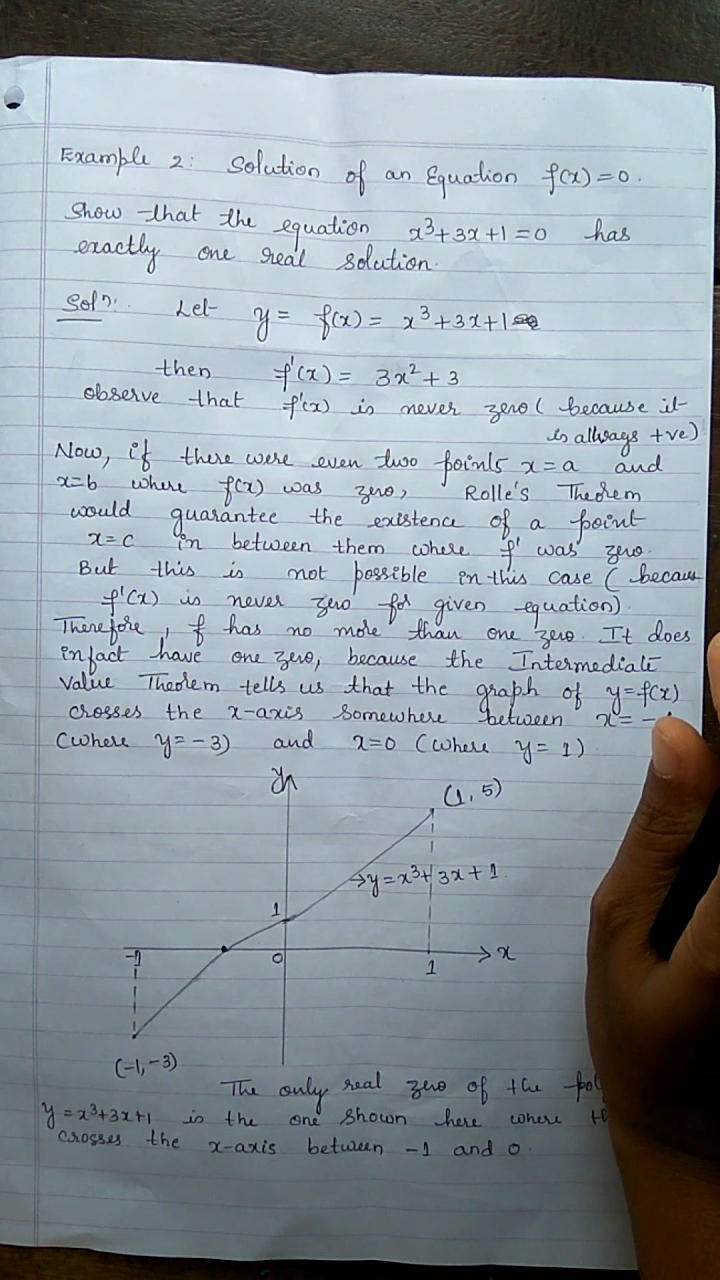 Example 2: Solution of an Equation f(x)=0.
Show that the equation x³+3x+1=0 has
exactly one real solution.
Solⁿ:. Let y = f(x) = x³+3x+1
then f'(x) = 3x²+3
observe that f'(x) is never zero (because it
is allways +ve)
Now, if there were even two points x=a and
x=b where f(x) was zero, Rolle's Theorem
would guarantee the existence of a point
x=c in between them where f' was zero.
But this is not possible in this case (becaus
f'(x) is never zero for given equation).
Therefore, f has no more than one zero. It does
infact have one zero, because the Intermediate
Value Theorem tells us that the graph of y=f(x)
crosses the x-axis somewhere between x= -
(where y=-3) and x=0 (where y= 1)
y
(1, 5)
→y=x³+3x+1.
1
-1 0 1 x
(-1,-3)
The only real zero of the pol
y=x³+3x+1 is the one shown here where t
crosses the x-axis between -1 and 0.